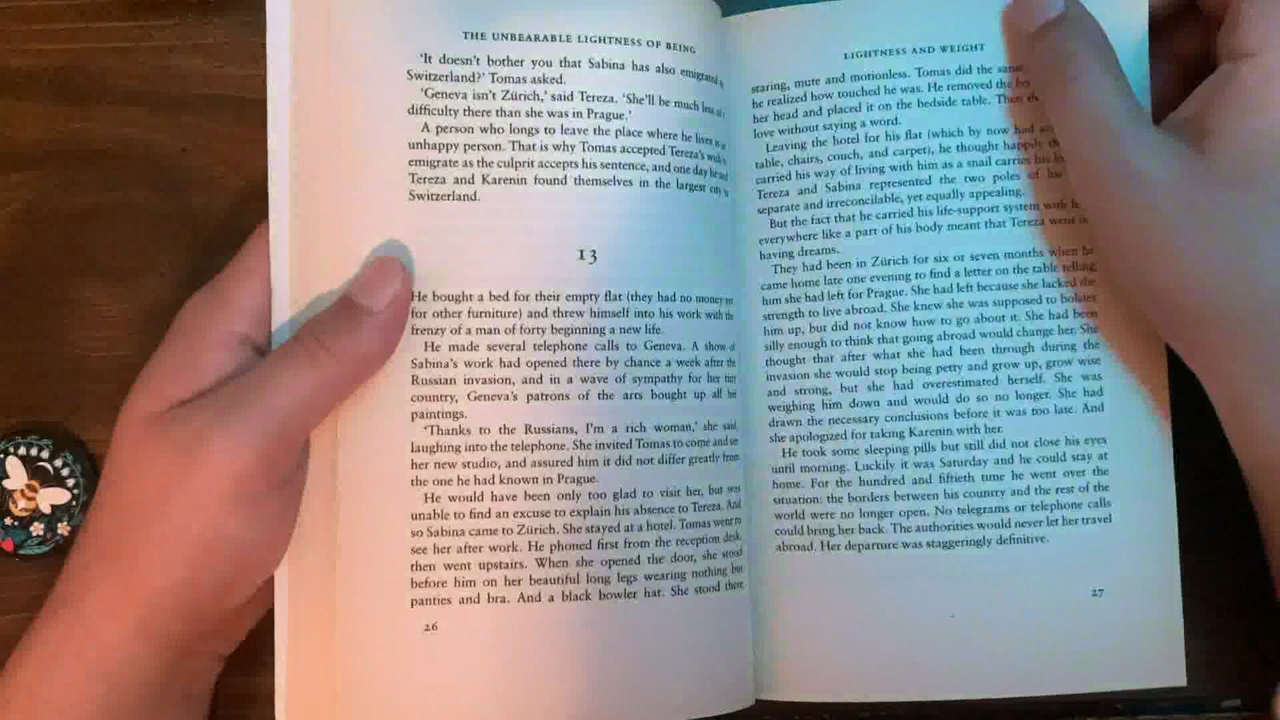 THE UNBEARABLE LIGHTNESS OF BEING
'It doesn't bother you that Sabina has also emigrated
Switzerland?' Tomas asked.
'Geneva isn't Zürich,' said Tereza. 'She'll be much less
difficulty there than she was in Prague.'
A person who longs to leave the place where he lives is
unhappy person. That is why Tomas accepted Tereza's wish
emigrate as the culprit accepts his sentence, and one day he and
Tereza and Karenin found themselves in the largest city
Switzerland.
13
He bought a bed for their empty flat (they had no money yet
for other furniture) and threw himself into his work with the
frenzy of a man of forty beginning a new life.
He made several telephone calls to Geneva. A show of
Sabina's work had opened there by chance a week after the
Russian invasion, and in a wave of sympathy for her tiny
country, Geneva's patrons of the arts bought up all her
paintings.
'Thanks to the Russians, I'm a rich woman,' she said,
laughing into the telephone. She invited Tomas to come and see
her new studio, and assured him it did not differ greatly from
the one he had known in Prague.
He would have been only too glad to visit her, but was
unable to find an excuse to explain his absence to Tereza. And
so Sabina came to Zürich. She stayed at a hotel. Tomas went to
see her after work. He phoned first from the reception desk,
then went upstairs. When she opened the door, she stood
before him on her beautiful long legs wearing nothing but
panties and bra. And a black bowler hat. She stood there
26
LIGHTNESS AND WEIGHT
staring, mute and motionless. Tomas did the same
he realized how touched he was. He removed the
her head and placed it on the bedside table. Then
love without saying a word.
Leaving the hotel for his flat (which by now had
table, chairs, couch, and carpet), he thought happily
carried his way of living with him as a snail carries his
Tereza and Sabina represented the two poles of his
separate and irreconcilable, yet equally appealing.
But the fact that he carried his life-support system with
everywhere like a part of his body meant that Tereza went
having dreams.
They had been in Zürich for six or seven months when he
came home late one evening to find a letter on the table telling
him she had left for Prague. She had left because she lacked the
strength to live abroad. She knew she was supposed to bolster
him up, but did not know how to go about it. She had been
silly enough to think that going abroad would change her. She
thought that after what she had been through during the
invasion she would stop being petty and grow up, grow wise
and strong, but she had overestimated herself. She was
weighing him down and would do so no longer. She had
drawn the necessary conclusions before it was too late. And
she apologized for taking Karenin with her.
He took some sleeping pills but still did not close his eyes
until morning. Luckily it was Saturday and he could stay at
home. For the hundred and fiftieth time he went over the
situation: the borders between his country and the rest of the
world were no longer open. No telegrams or telephone calls
could bring her back. The authorities would never let her travel
abroad. Her departure was staggeringly definitive.
27